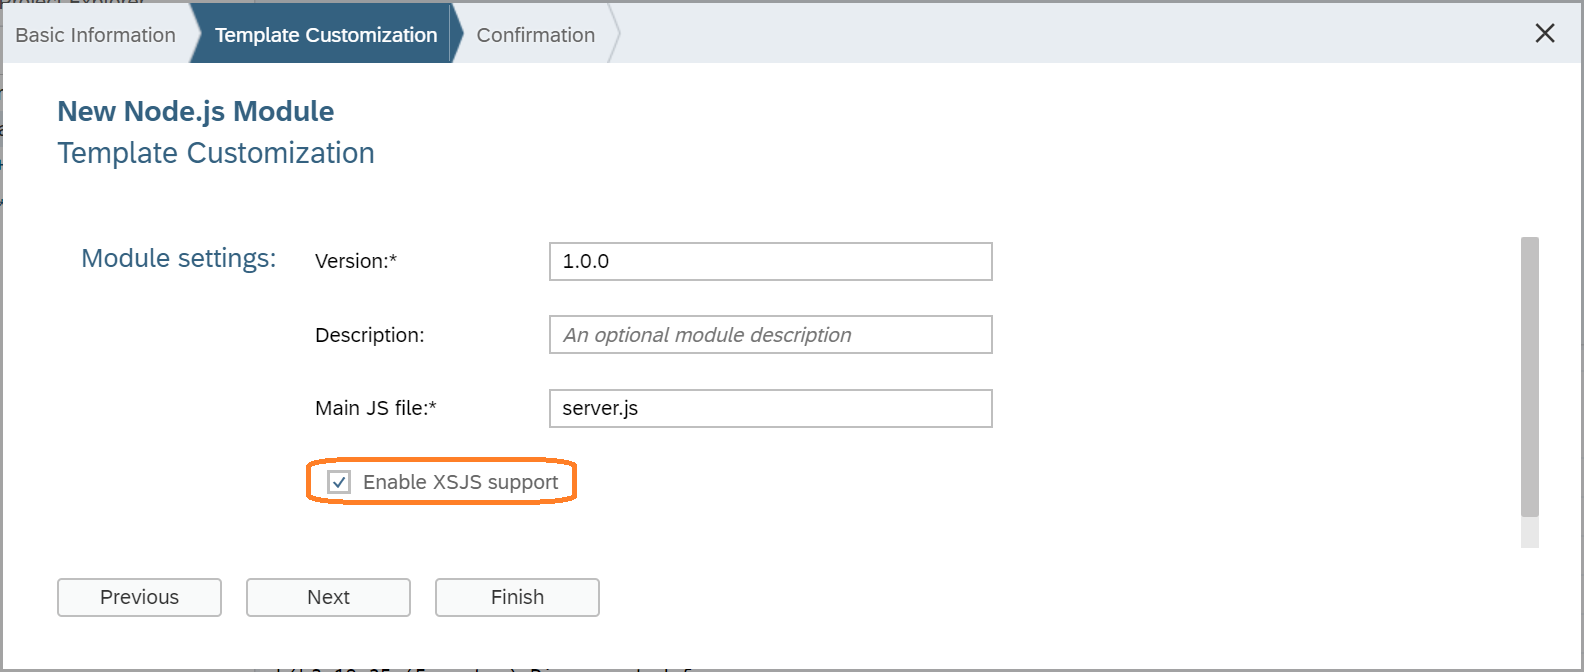 Basic Information
Template Customization
Confirmation
New Node.js Module
Template Customization
Module settings:
Version:*
1.0.0
Description:
An optional module description
Main JS file:*
server.js
Enable XSJS support
Previous
Next
Finish